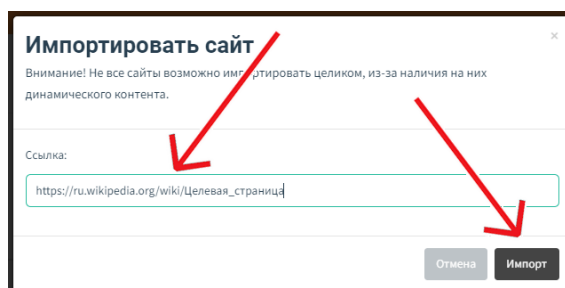 Импортировать сайт
Внимание! Не все сайты возможно импортировать целиком, из-за наличия на них
динамического контента.
Ссылка:
https://ru.wikipedia.org/wiki/Целевая_страница
Отмена Импорт